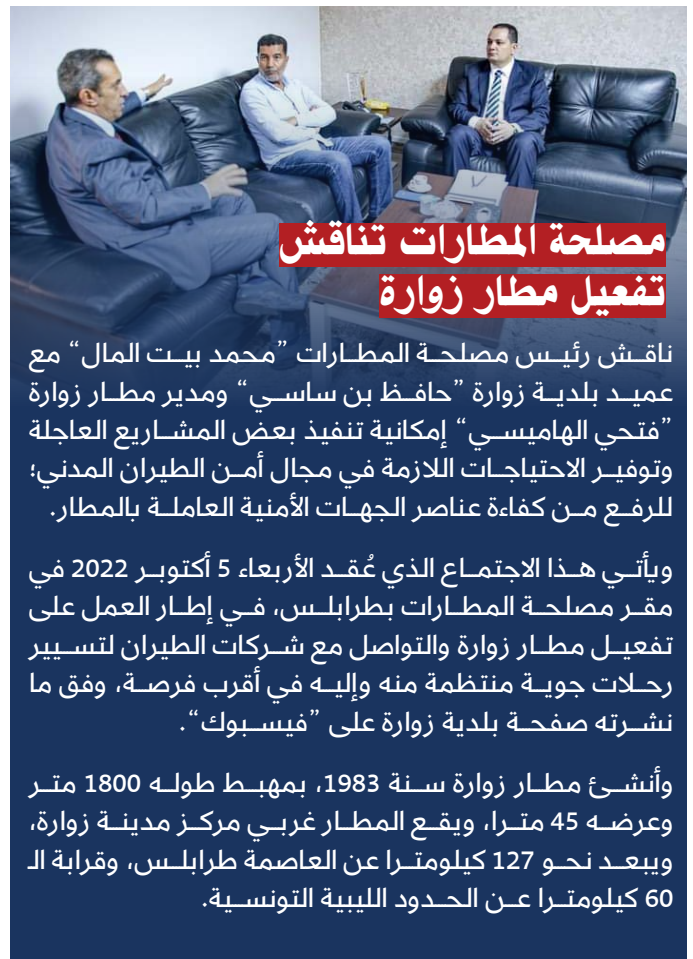 مصلحة المطارات تناقش
تفعيل مطار زوارة
ناقش رئيس مصلحة المطارات ”محمد بيت المال“ مع
عميد بلدية زوارة ”حافظ بن ساسي“ ومدير مطار زوارة
”فتحي الهاميسي“ إمكانية تنفيذ بعض المشاريع العاجلة
وتوفير الاحتياجات اللازمة في مجال أمن الطيران المدني؛
للرفع من كفاءة عناصر الجهات الأمنية العاملة بالمطار.
ويأتي هذا الاجتماع الذي عُقد الأربعاء 5 أكتوبر 2022 في
مقر مصلحة المطارات بطرابلس، في إطار العمل على
تفعيل مطار زوارة والتواصل مع شركات الطيران لتسيير
رحلات جوية منتظمة منه وإليه في أقرب فرصة، وفق ما
نشرته صفحة بلدية زوارة على ”فيسبوك“.
وأنشئ مطار زوارة سنة 1983، بمهبط طوله 1800 متر
وعرضه 45 مترا، ويقع المطار غربي مركز مدينة زوارة،
ويبعد نحو 127 كيلومترا عن العاصمة طرابلس، وقرابة الـ
60 كيلومترا عن الحدود الليبية التونسية.